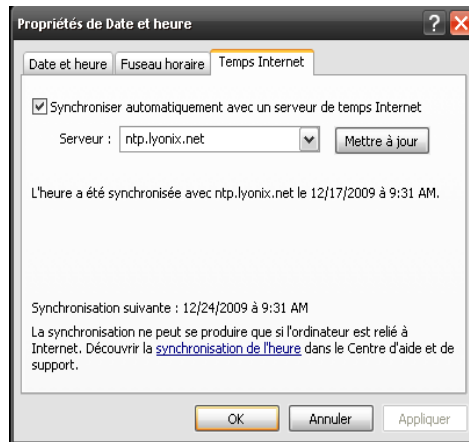 Propriétés de Date et heure
Date et heure Fuseau horaire Temps Internet
Synchroniser automatiquement avec un serveur de temps Internet
Serveur : ntp.lyonix.net Mettre à jour
L'heure a été synchronisée avec ntp.lyonix.net le 12/17/2009 à 9:31 AM.
Synchronisation suivante : 12/24/2009 à 9:31 AM
La synchronisation ne peut se produire que si l'ordinateur est relié à
Internet. Découvrir la synchronisation de l'heure dans le Centre d'aide et de
support.
OK Annuler Appliquer